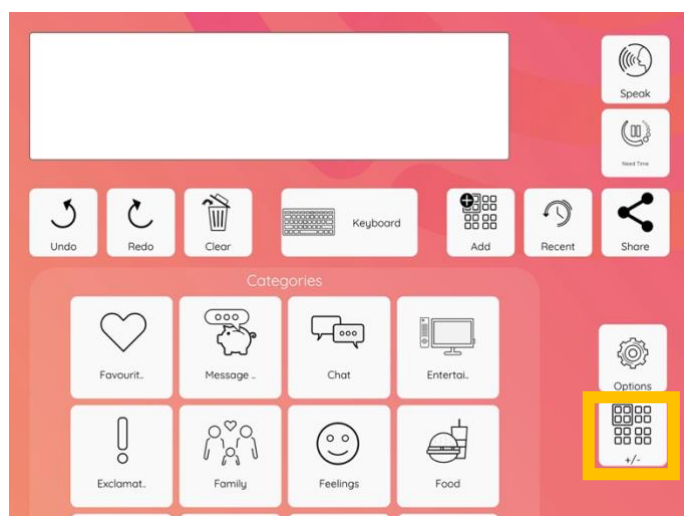 Speak
Need Time
Undo
Redo
Clear
Keyboard
Add
Recent
Share
Categories
Favourit..
Message ..
Chat
Entertai..
Options
Exclamat..
Family
Feelings
Food
+/-